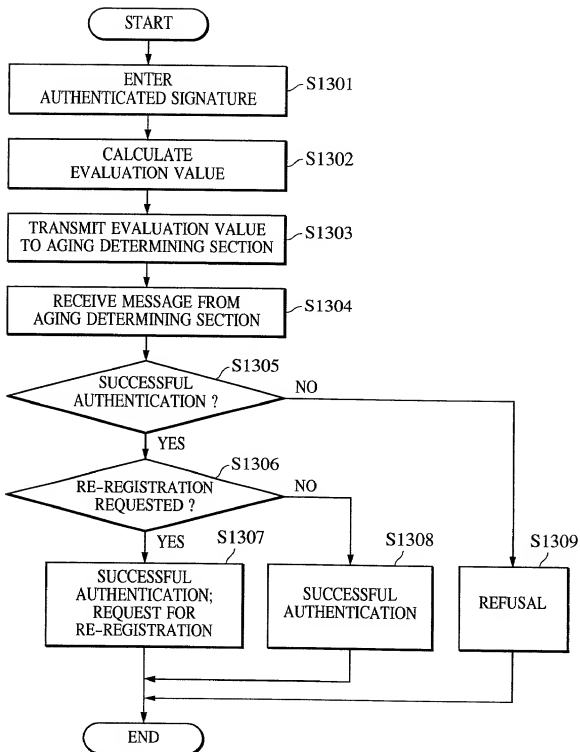 START
ENTER
AUTHENTICATED SIGNATURE
S1301
CALCULATE
EVALUATION VALUE
S1302
TRANSMIT EVALUATION VALUE
TO AGING DETERMINING SECTION
S1303
RECEIVE MESSAGE FROM
AGING DETERMINING SECTION
S1304
S1305
SUCCESSFUL
AUTHENTICATION ?
NO
YES
S1306
RE-REGISTRATION
REQUESTED ?
NO
YES
S1307
S1308
S1309
SUCCESSFUL
AUTHENTICATION;
REQUEST FOR
RE-REGISTRATION
SUCCESSFUL
AUTHENTICATION
REFUSAL
END